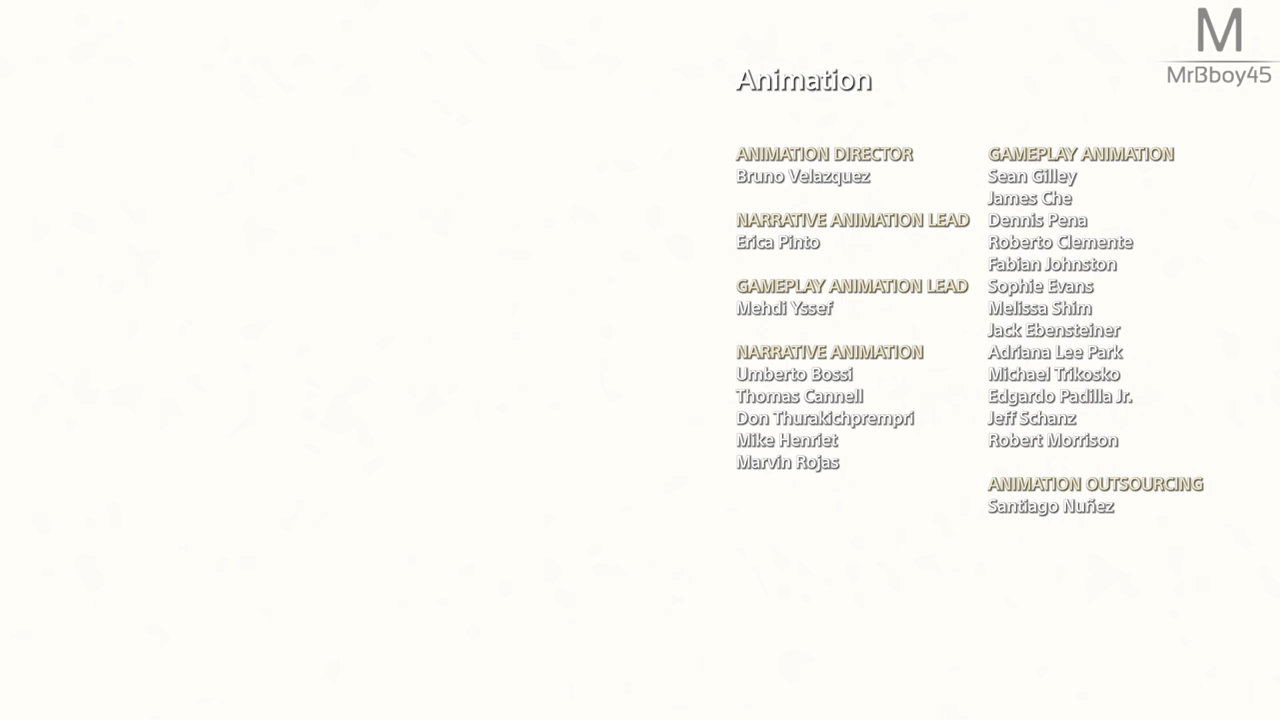 M
MrBboy45
Animation
ANIMATION DIRECTOR
Bruno Velazquez
NARRATIVE ANIMATION LEAD
Erica Pinto
GAMEPLAY ANIMATION LEAD
Mehdi Yssef
NARRATIVE ANIMATION
Umberto Bossi
Thomas Cannell
Don Thurakichprempri
Mike Henriet
Marvin Rojas
GAMEPLAY ANIMATION
Sean Gilley
James Che
Dennis Pena
Roberto Clemente
Fabian Johnston
Sophie Evans
Melissa Shim
Jack Ebensteiner
Adriana Lee Park
Michael Trikosko
Edgardo Padilla Jr.
Jeff Schanz
Robert Morrison
ANIMATION OUTSOURCING
Santiago Nuñez